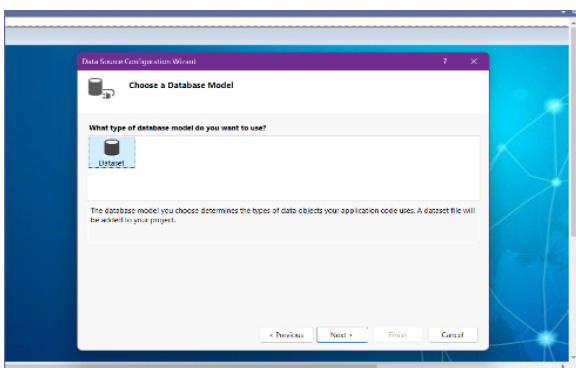 Data Source Configuration Wizard
?
Choose a Database Model
What type of database model do you want to use?
Dataset
The database model you choose determines the types of data objects your application code uses. A dataset file will
be added to your project.
< Previous Next > Finish Cancel